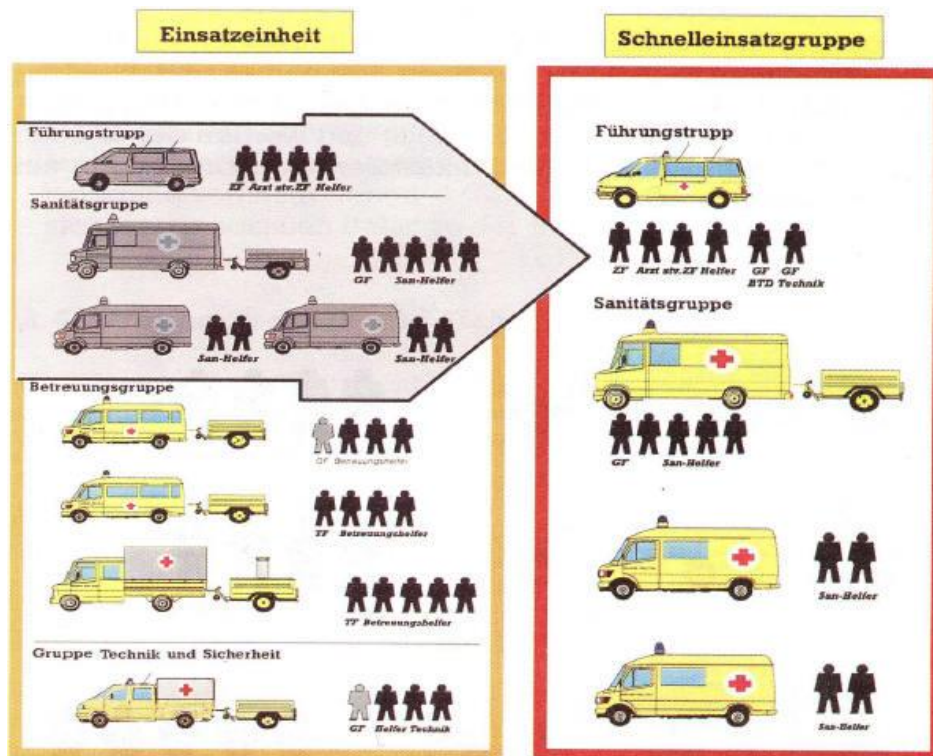 Einsatzeinheit
Führungstrupp
ZF Arzt stv.ZF Helfer
Sanitätsgruppe
GF San-Helfer
San-Helfer San-Helfer
Betreuungsgruppe
GF Betreuungshelfer
TF Betreuungshelfer
TF Betreuungshelfer
Gruppe Technik und Sicherheit
GF Helfer Technik
Schnelleinsatzgruppe
Führungstrupp
ZF Arzt stv.ZF Helfer GF GF
BTD Technik
Sanitätsgruppe
GF San-Helfer
San-Helfer
San-Helfer